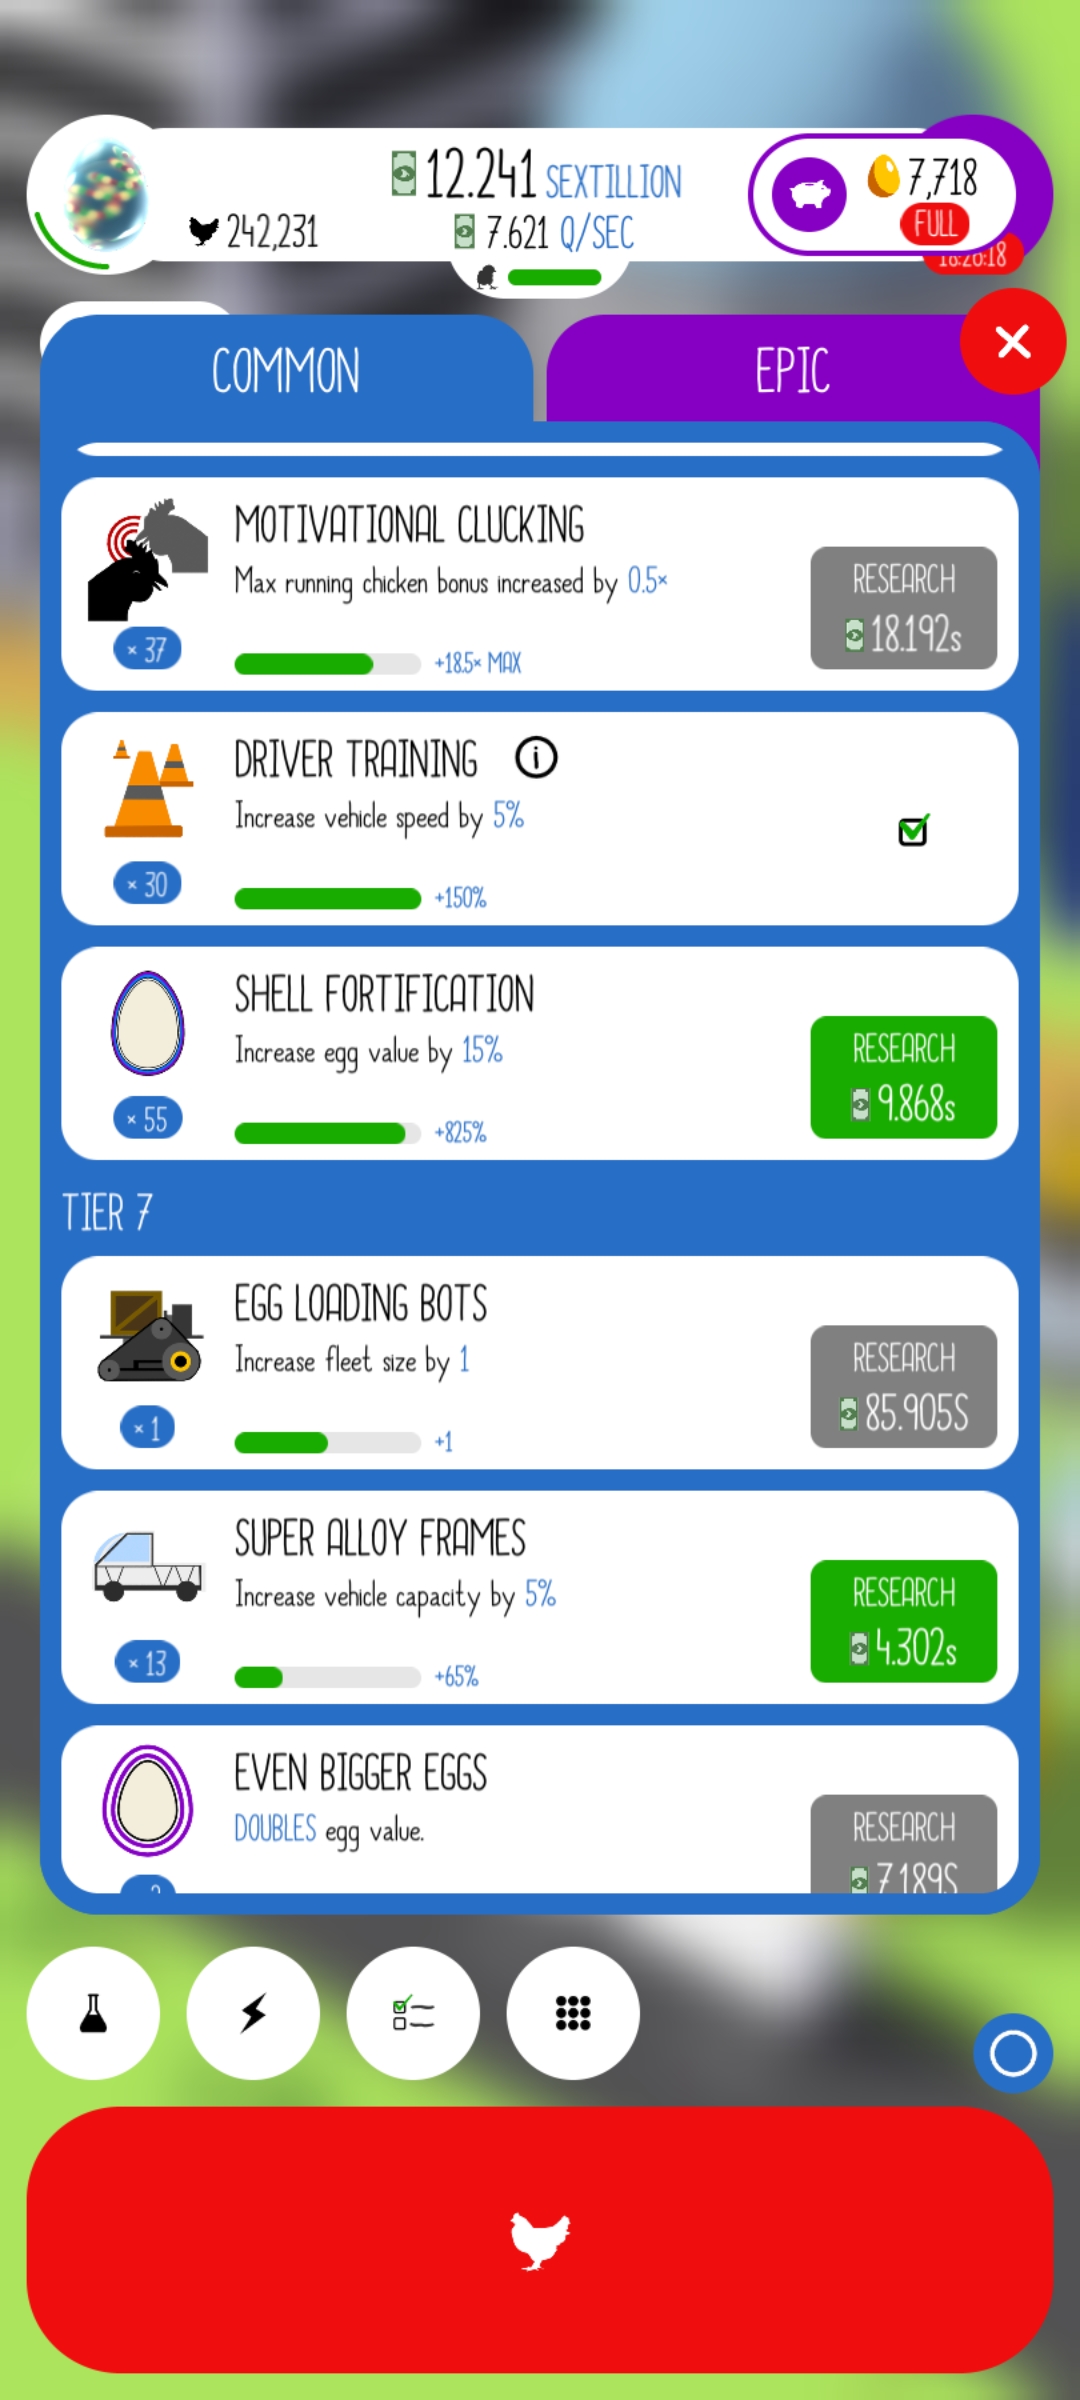 12.241 SEXTILLION
7,718
242,231
7.621 Q/SEC
FULL
18:26:18
COMMON
EPIC
MOTIVATIONAL CLUCKING
Max running chicken bonus increased by 0.5×
RESEARCH
18.192s
× 37
+18.5× MAX
DRIVER TRAINING
Increase vehicle speed by 5%
× 30
+150%
SHELL FORTIFICATION
Increase egg value by 15%
RESEARCH
9.868s
× 55
+825%
TIER 7
EGG LOADING BOTS
Increase fleet size by 1
RESEARCH
85.905S
× 1
+1
SUPER ALLOY FRAMES
Increase vehicle capacity by 5%
RESEARCH
4.302s
× 13
+65%
EVEN BIGGER EGGS
DOUBLES egg value.
RESEARCH
7.189S